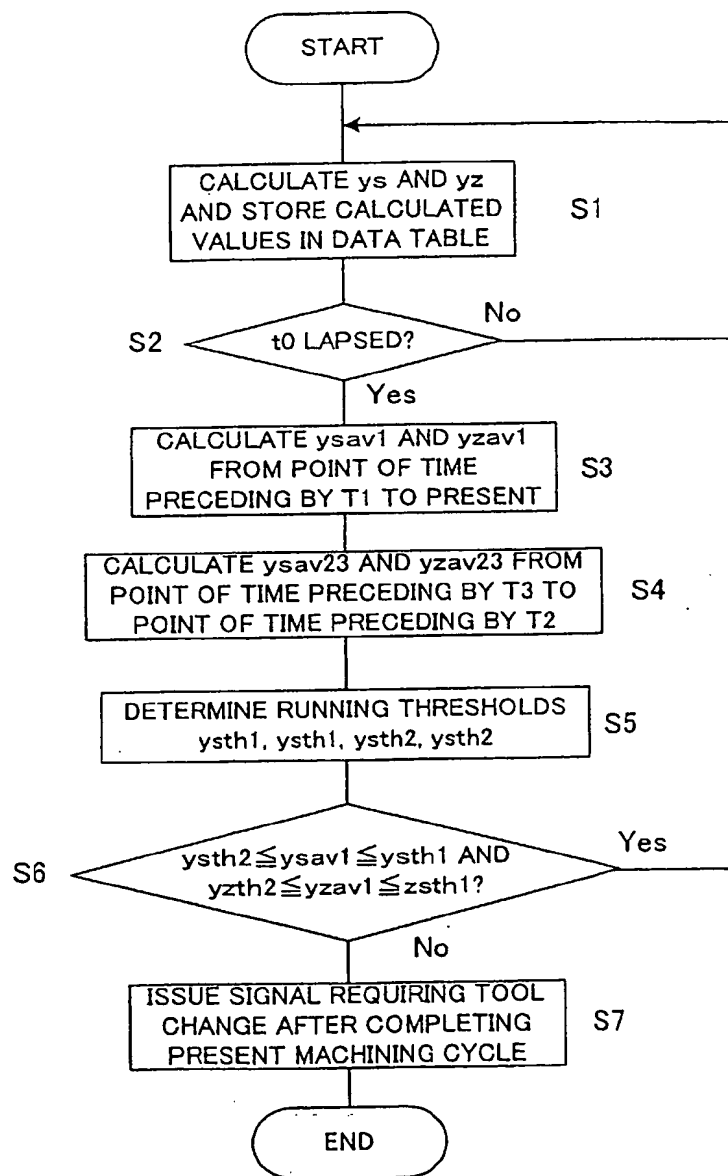 START
CALCULATE ys AND yz
AND STORE CALCULATED
VALUES IN DATA TABLE
S1
S2
t0 LAPSED?
No
Yes
CALCULATE ysav1 AND yzav1
FROM POINT OF TIME
PRECEDING BY T1 TO PRESENT
S3
CALCULATE ysav23 AND yzav23 FROM
POINT OF TIME PRECEDING BY T3 TO
POINT OF TIME PRECEDING BY T2
S4
DETERMINE RUNNING THRESHOLDS
ysth1, ysth1, ysth2, ysth2
S5
S6
ysth2≦ysav1≦ysth1 AND
yzth2≦yzav1≦zsth1?
Yes
No
ISSUE SIGNAL REQUIRING TOOL
CHANGE AFTER COMPLETING
PRESENT MACHINING CYCLE
S7
END